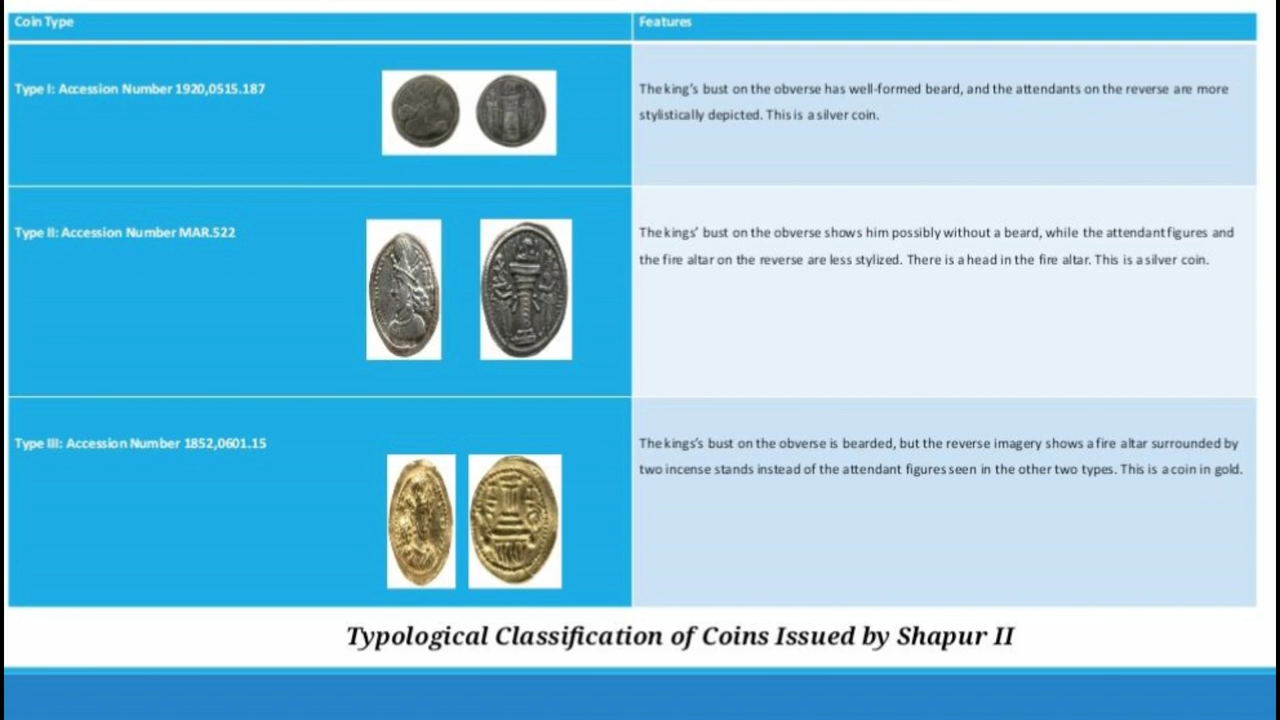 Coin Type
Features
Type I: Accession Number 1920,0515.187
The king's bust on the obverse has well-formed beard, and the attendants on the reverse are more
stylistically depicted. This is a silver coin.
Type II: Accession Number MAR.522
The kings' bust on the obverse shows him possibly without a beard, while the attendant figures and
the fire altar on the reverse are less stylized. There is a head in the fire altar. This is a silver coin.
Type III: Accession Number 1852,0601.15
The kings's bust on the obverse is bearded, but the reverse imagery shows a fire altar surrounded by
two incense stands instead of the attendant figures seen in the other two types. This is a coin in gold.
Typological Classification of Coins Issued by Shapur II